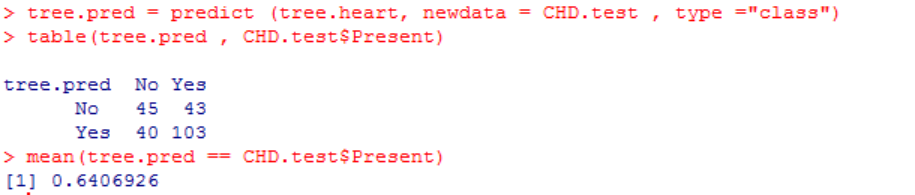 > tree.pred = predict (tree.heart, newdata = CHD.test , type ="class")
> table(tree.pred , CHD.test$Present)
tree.pred  No Yes
      No   45  43
      Yes  40 103
> mean(tree.pred == CHD.test$Present)
[1] 0.6406926